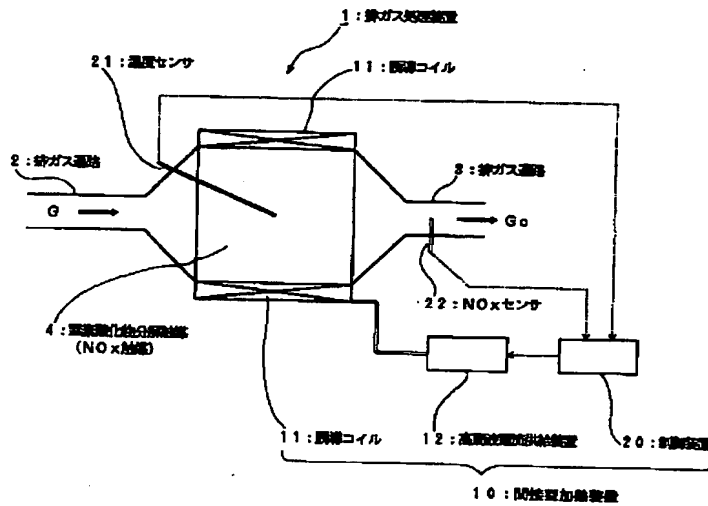 1：排ガス処理装置
21：温度センサ
11：誘導コイル
2：排ガス通路
3：排ガス通路
G
Gc
22：NOxセンサ
4：窒素酸化物分解触媒
(NOx触媒)
11：誘導コイル
12：高周波電流供給装置
20：制御装置
10：間接型加熱装置